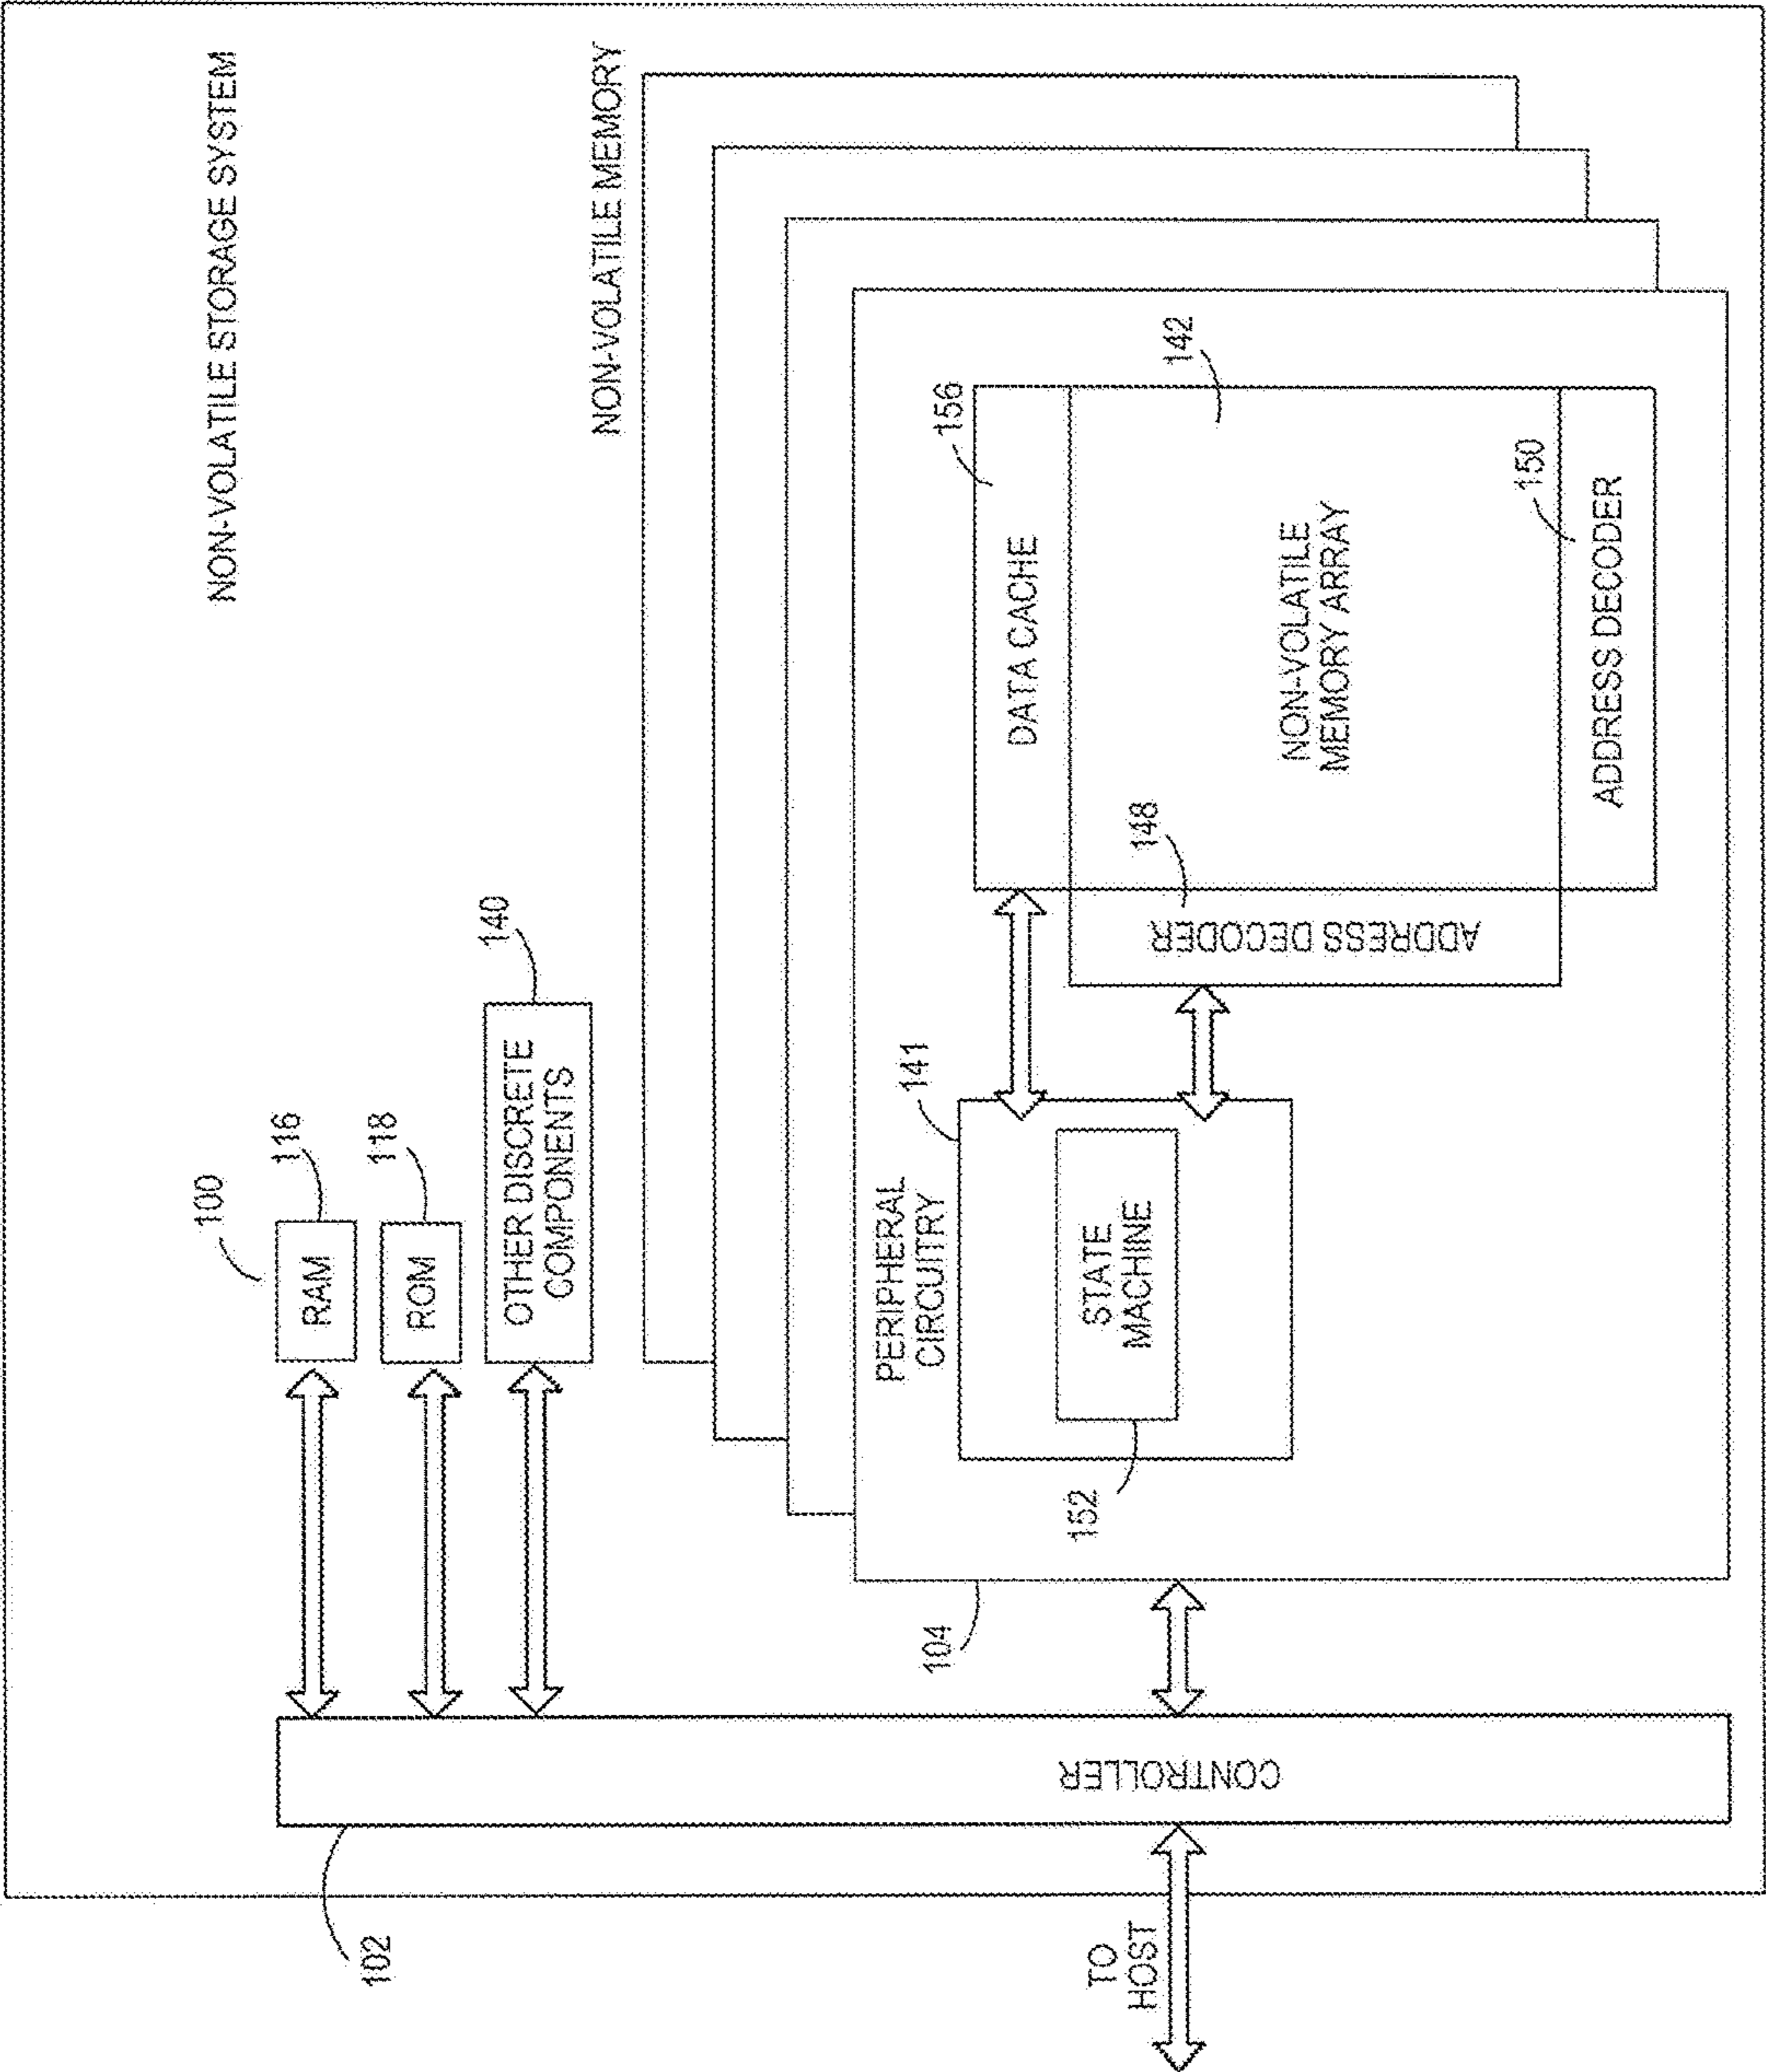 NON-VOLATILE STORAGE SYSTEM
100
116
RAM
118
ROM
140
OTHER DISCRETE
COMPONENTS
NON-VOLATILE MEMORY
PERIPHERAL
CIRCUITRY
141
STATE
MACHINE
152
156
DATA CACHE
142
NON-VOLATILE
MEMORY ARRAY
148
ADDRESS DECODER
150
ADDRESS DECODER
104
CONTROLLER
102
TO
HOST